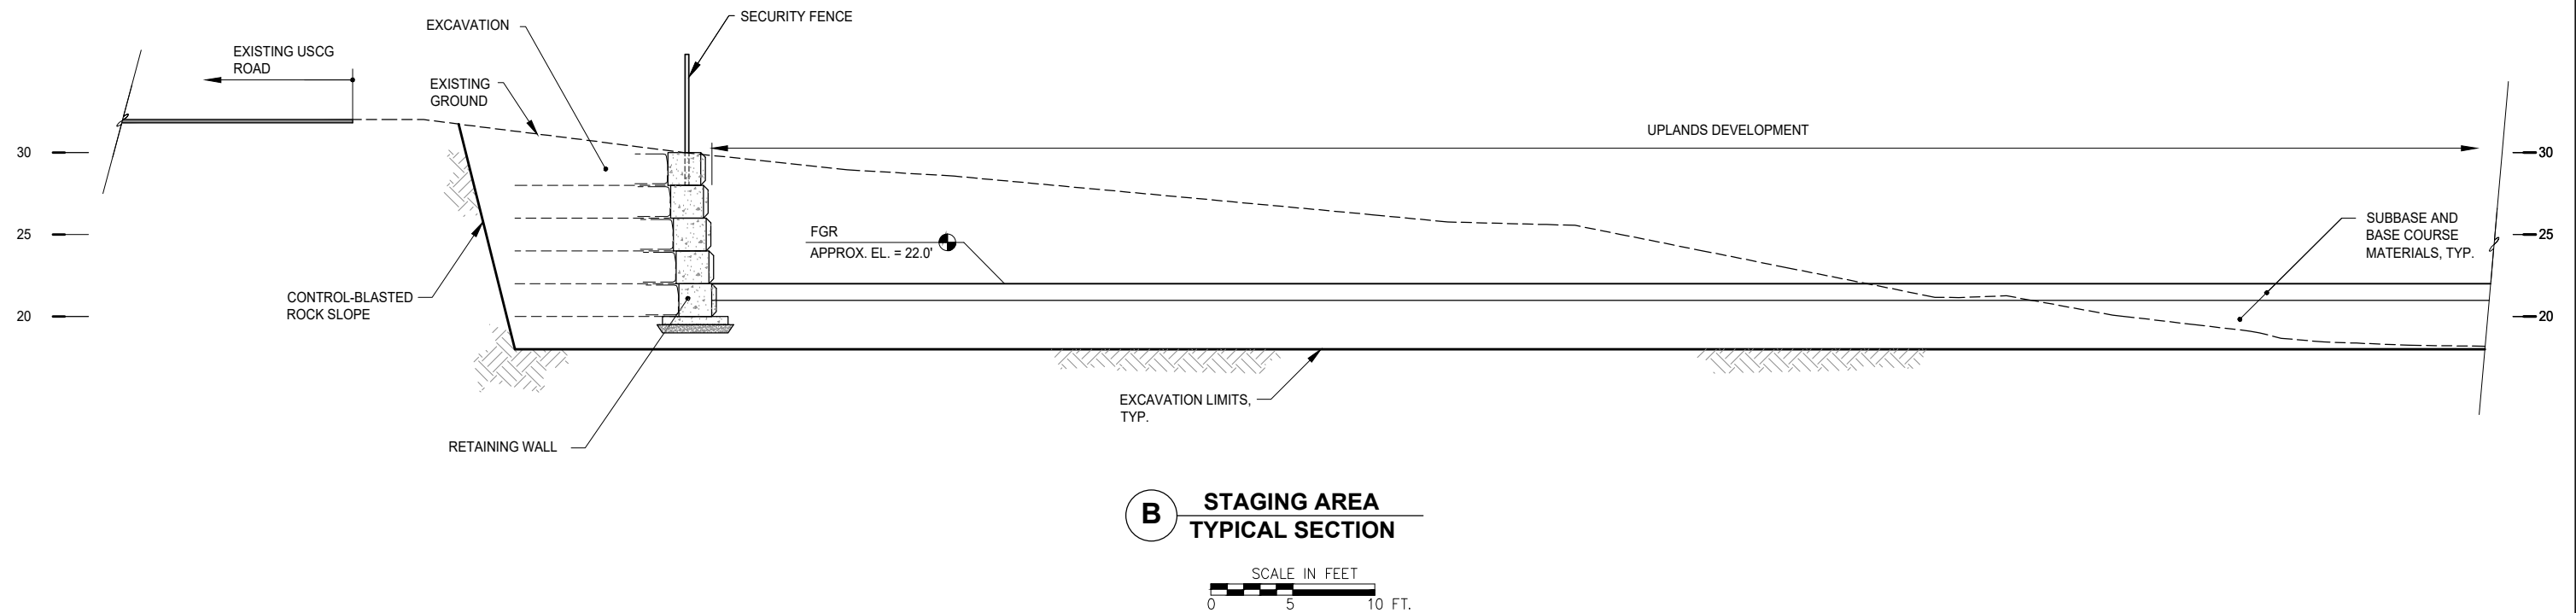 SECURITY FENCE
EXCAVATION
EXISTING USCG
ROAD
EXISTING
GROUND
UPLANDS DEVELOPMENT
30
30
SUBBASE AND
BASE COURSE
MATERIALS, TYP.
FGR
APPROX. EL. = 22.0'
25
25
CONTROL-BLASTED
ROCK SLOPE
20
20
EXCAVATION LIMITS,
TYP.
RETAINING WALL
B
STAGING AREA
TYPICAL SECTION
SCALE IN FEET
0 5 10 FT.